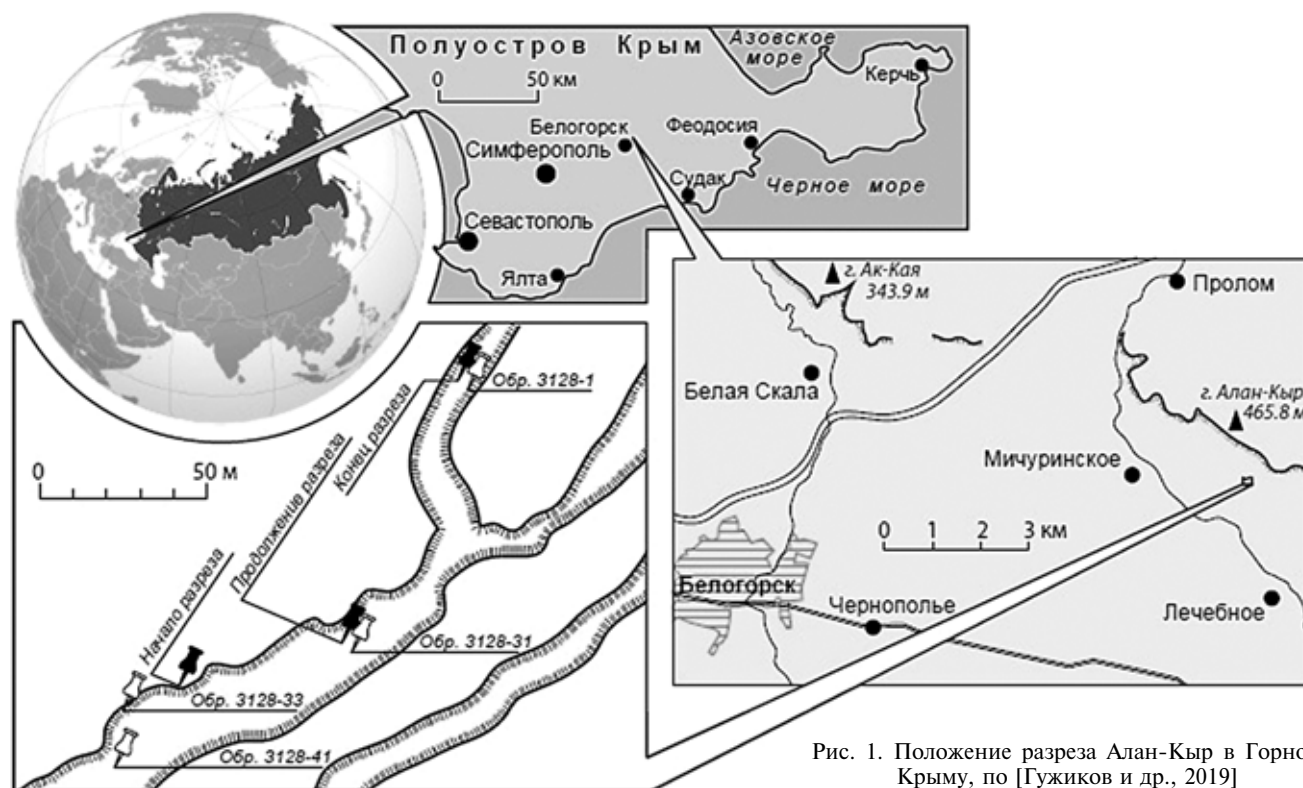 Полуостров Крым
Азовское
море
0 50 км
Керчь
Белогорск
Феодосия
Симферополь
Судак
Черное море
Севастополь
Ялта
г. Ак-Кая
343.9 м
Пролом
Белая Скала
г. Алан-Кыр
465.8 м
Мичуринское
0 1 2 3 км
Белогорск
Чернополье
Лечебное
Обр. 3128-1
Конец разреза
Продолжение разреза
Начало разреза
0 50 м
Обр. 3128-31
Обр. 3128-33
Обр. 3128-41
Рис. 1. Положение разреза Алан-Кыр в Горно
Крыму, по [Гужиков и др., 2019]